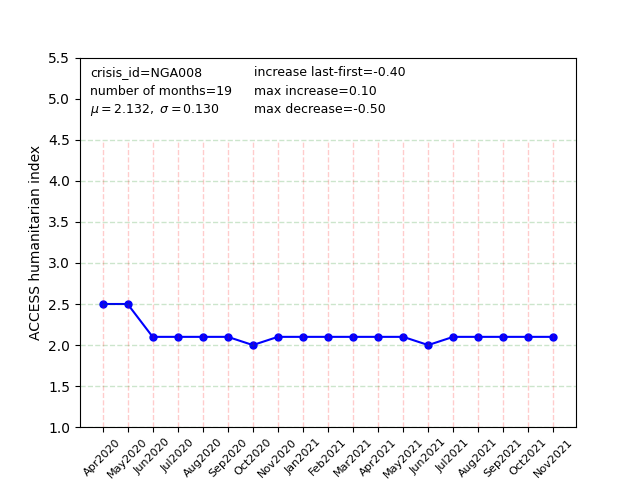 crisis_id=NGA008
number of months=19
μ = 2.132, σ = 0.130
increase last-first=-0.40
max increase=0.10
max decrease=-0.50
ACCESS humanitarian index
5.5
5.0
4.5
4.0
3.5
3.0
2.5
2.0
1.5
1.0
Apr2020
May2020
Jun2020
Jul2020
Aug2020
Sep2020
Oct2020
Nov2020
Jan2021
Feb2021
Mar2021
Apr2021
May2021
Jun2021
Jul2021
Aug2021
Sep2021
Oct2021
Nov2021